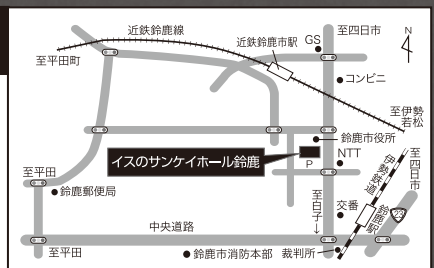 近鉄鈴鹿線
至四日市
N
近鉄鈴鹿市駅
GS
至平田町
コンビニ
至伊勢
若松
鈴鹿市役所
イスのサンケイホール鈴鹿
P
NTT
至四日市
伊勢鉄道
至平田
鈴鹿郵便局
至白子→
交番
鈴鹿駅
23
中央道路
至平田
鈴鹿市消防本部
裁判所